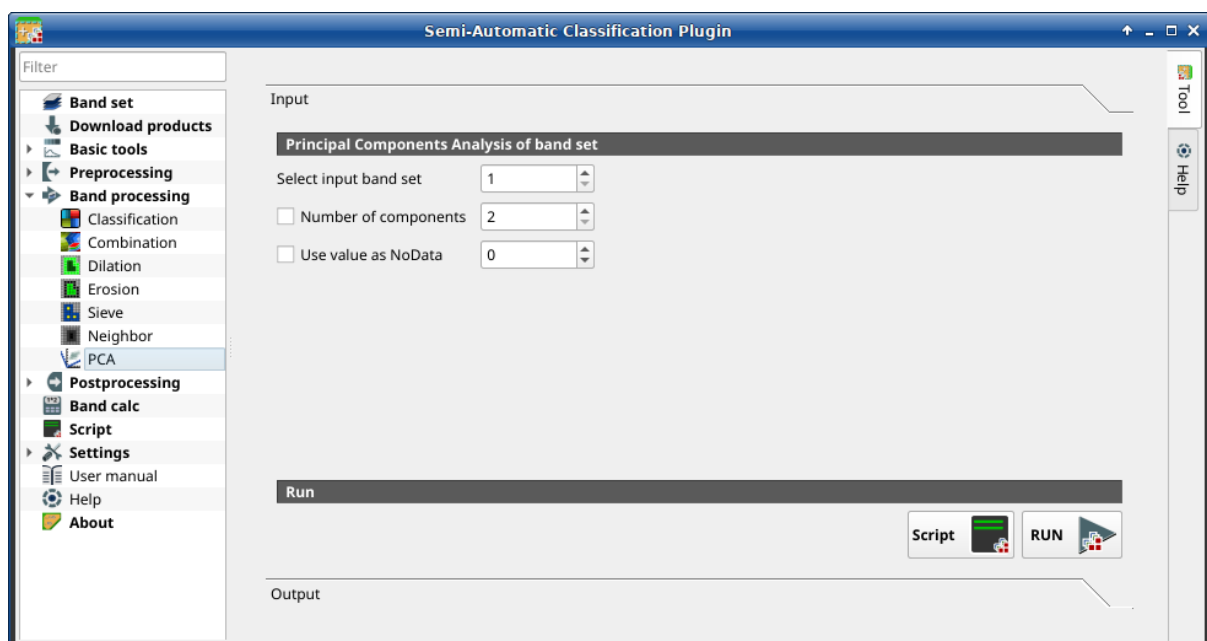 Semi-Automatic Classification Plugin
Filter
Band set
Download products
Basic tools
Preprocessing
Band processing
Classification
Combination
Dilation
Erosion
Sieve
Neighbor
PCA
Postprocessing
Band calc
Script
Settings
User manual
Help
About
Input
Principal Components Analysis of band set
Select input band set 1
Number of components 2
Use value as NoData 0
Run
Script RUN
Output
Tool
Help